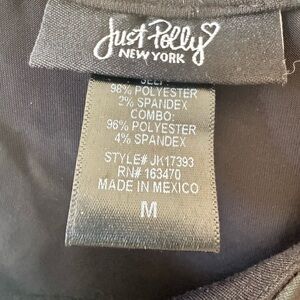 Just Polly
NEW YORK
SELF:
98% POLYESTER
2% SPANDEX
COMBO:
96% POLYESTER
4% SPANDEX
STYLE# JK17393
RN# 163470
MADE IN MEXICO
M